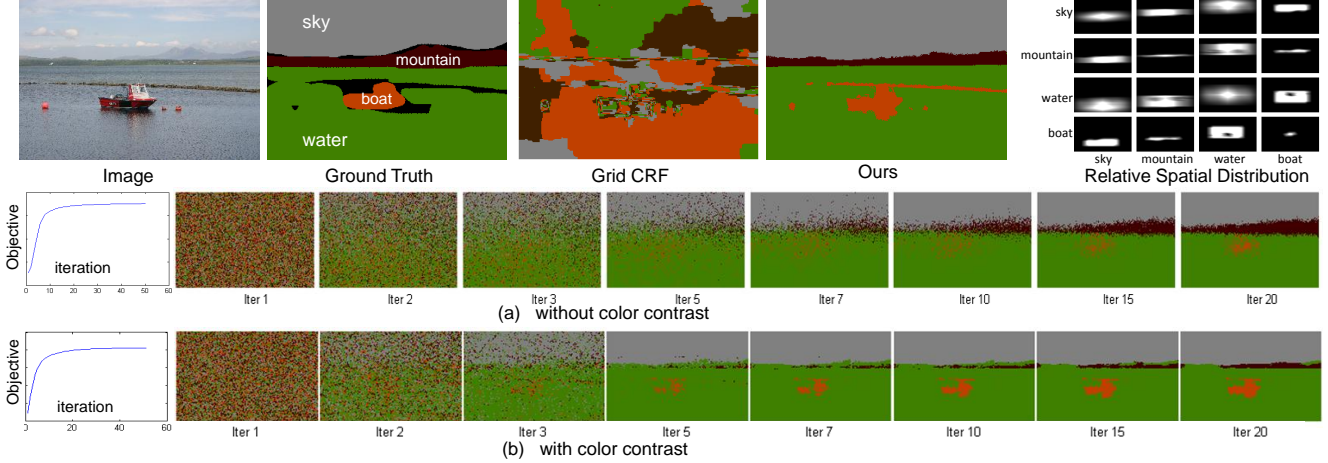 sky
mountain
boat
water
Image
Ground Truth
Grid CRF
Ours
sky
mountain
water
boat
sky mountain water boat
Relative Spatial Distribution
Objective
iteration
0 10 20 30 40 50 60
Iter 1 Iter 2 Iter 3 Iter 5 Iter 7 Iter 10 Iter 15 Iter 20
(a) without color contrast
Objective
iteration
0 20 40 60
Iter 1 Iter 2 Iter 3 Iter 5 Iter 7 Iter 10 Iter 15 Iter 20
(b) with color contrast